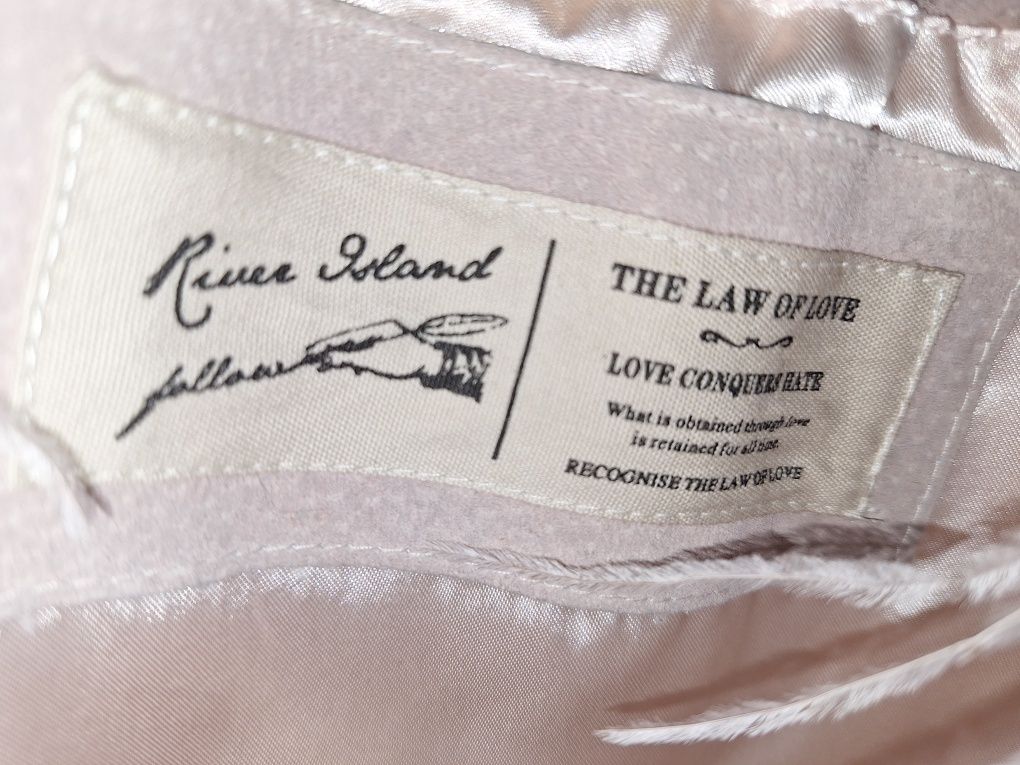 River Island
follow
THE LAW OF LOVE
LOVE CONQUERS HATE
What is obtained through love
is retained for all time.
RECOGNISE THE LAW OF LOVE